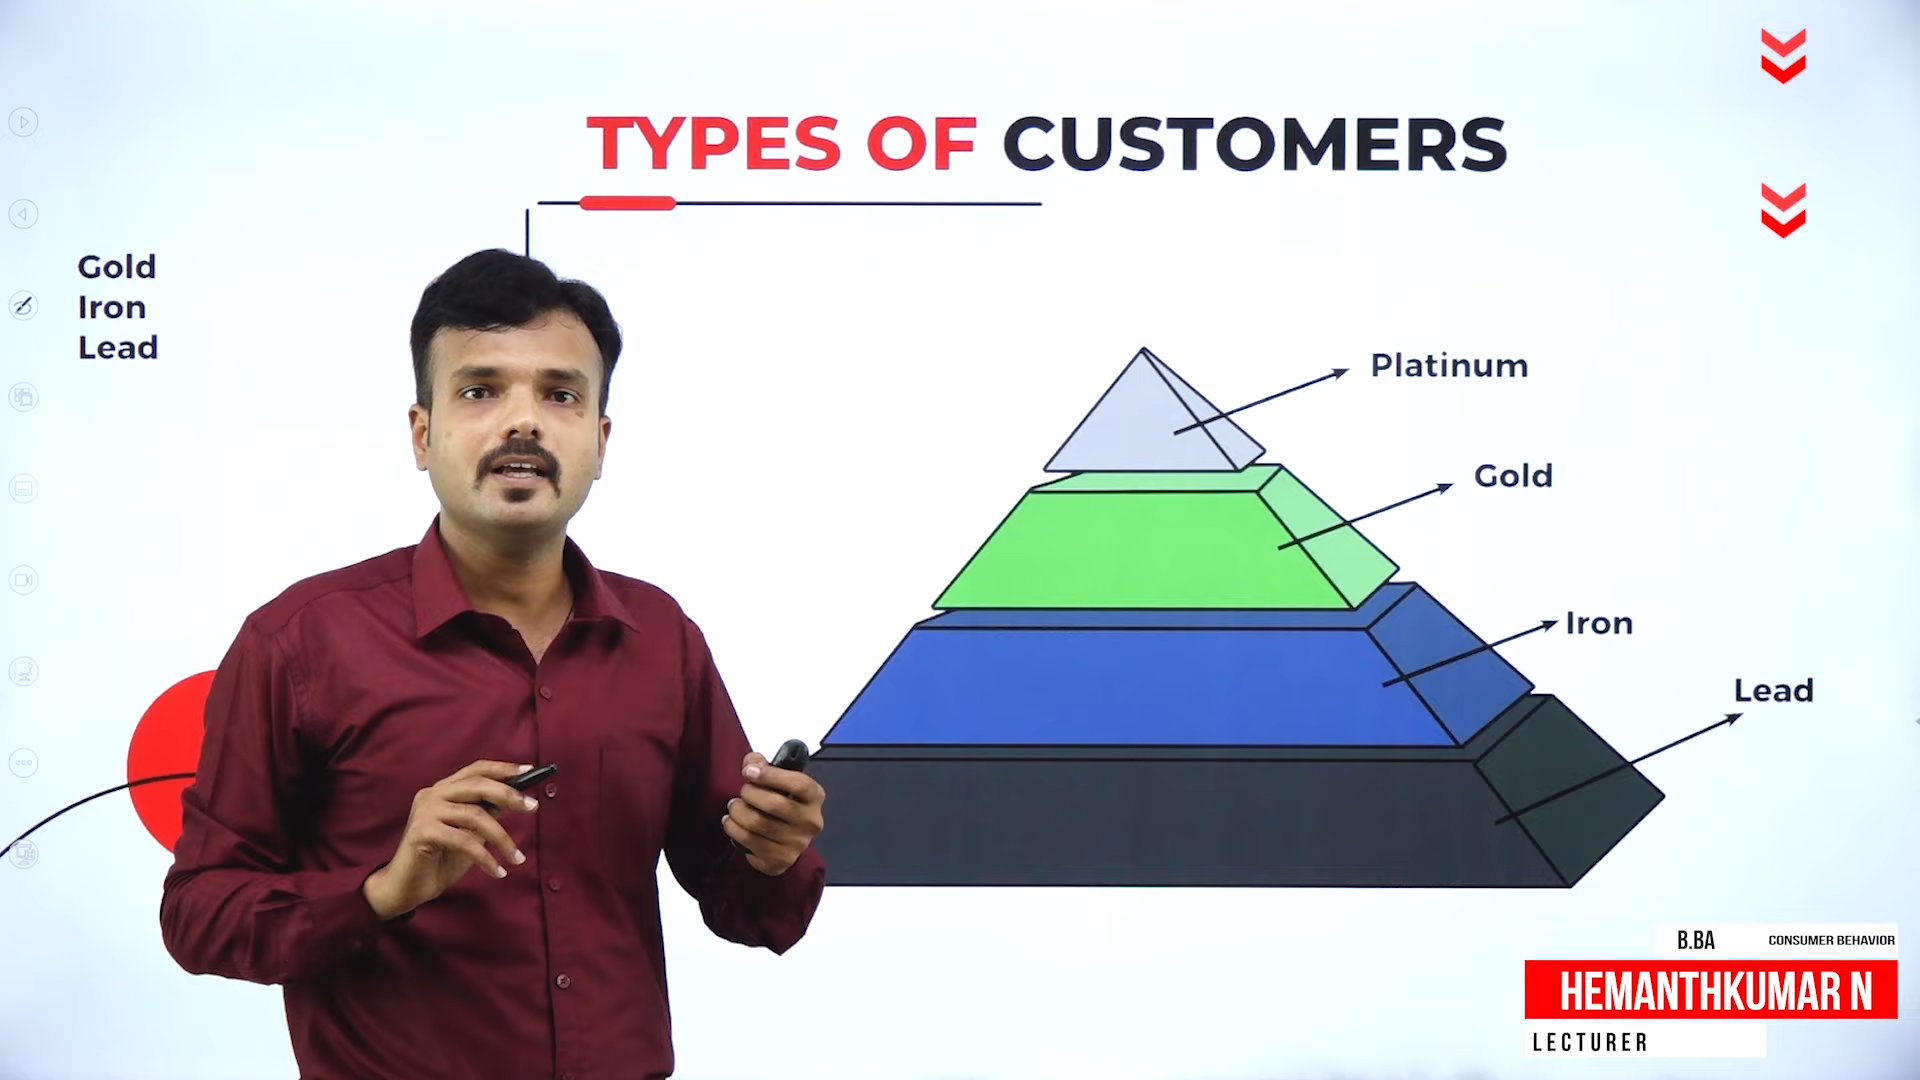 TYPES OF CUSTOMERS
Gold
Iron
Lead
Platinum
Gold
Iron
Lead
B.BA
CONSUMER BEHAVIOR
HEMANTHKUMAR N
LECTURER